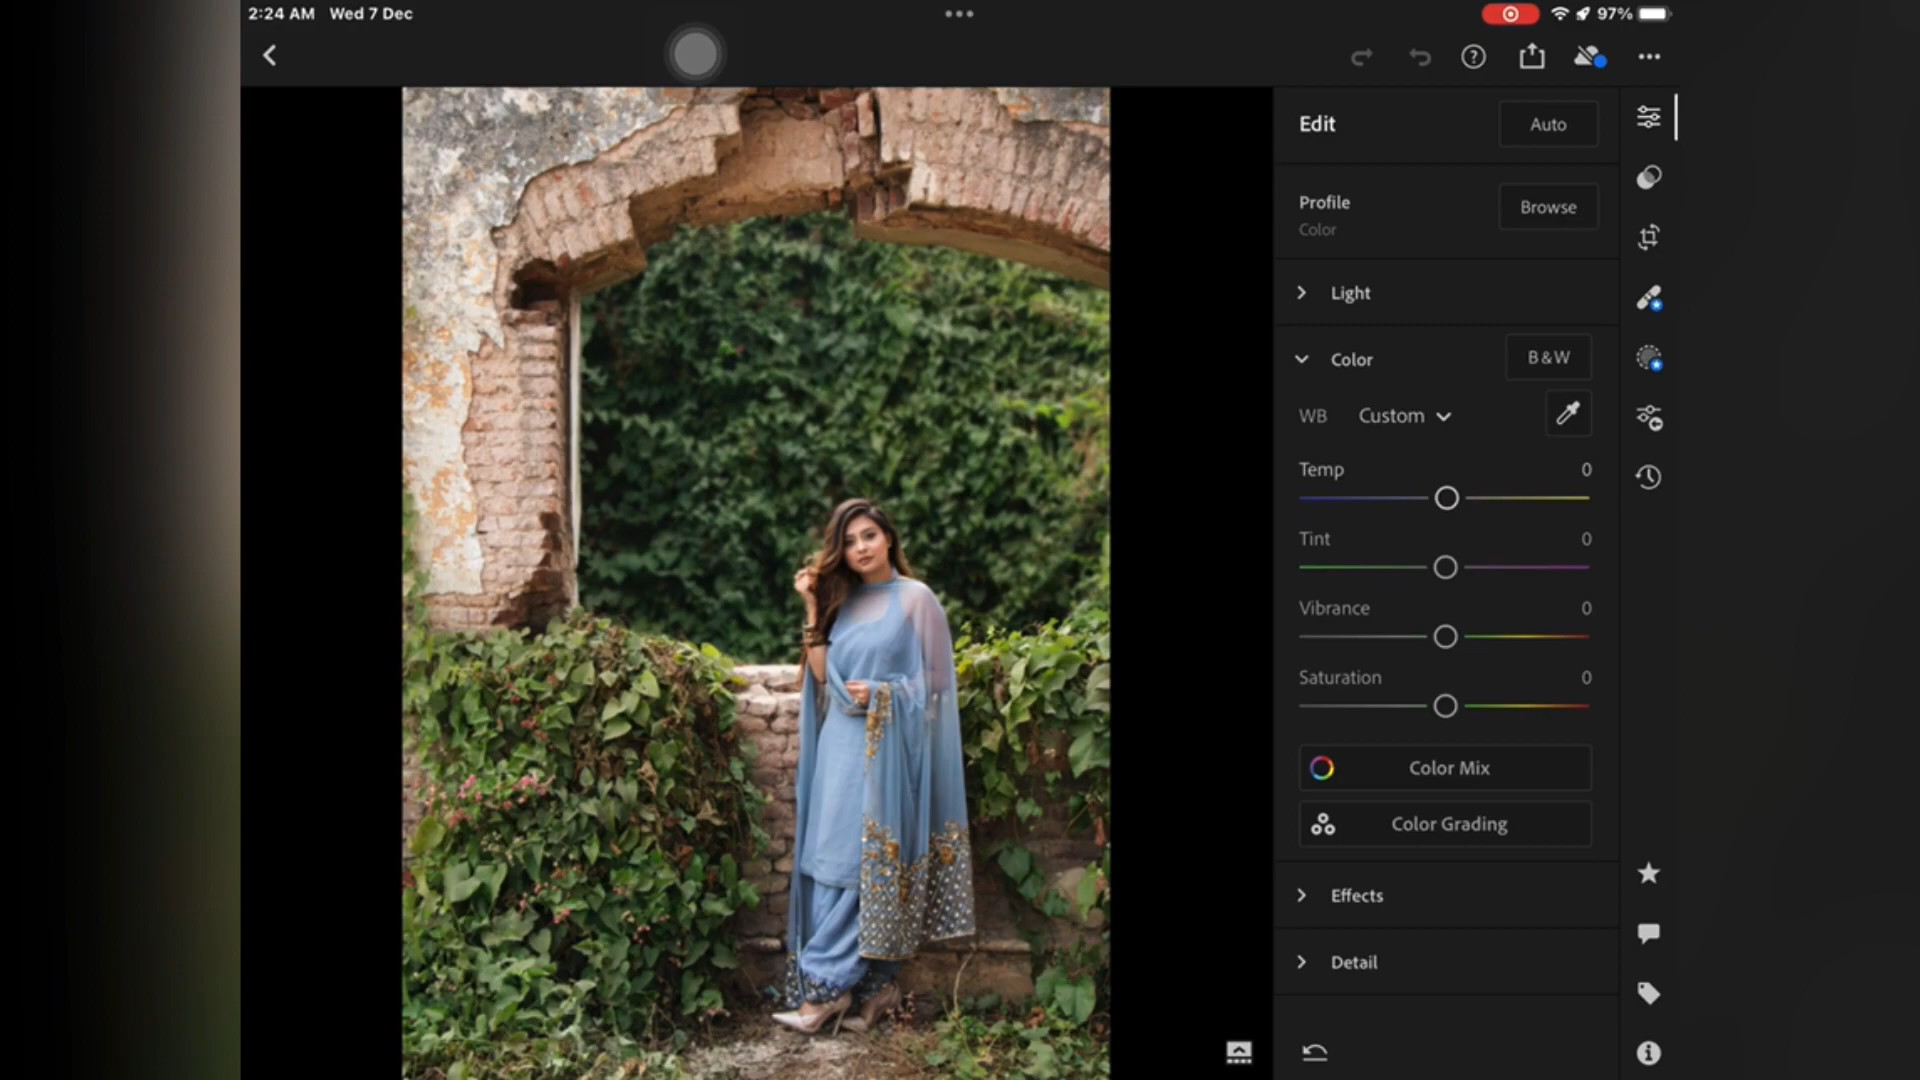 2:24 AM Wed 7 Dec
97%
Edit
Auto
Profile
Color
Browse
Light
Color
B&W
WB
Custom
Temp
0
Tint
0
Vibrance
0
Saturation
0
Color Mix
Color Grading
Effects
Detail